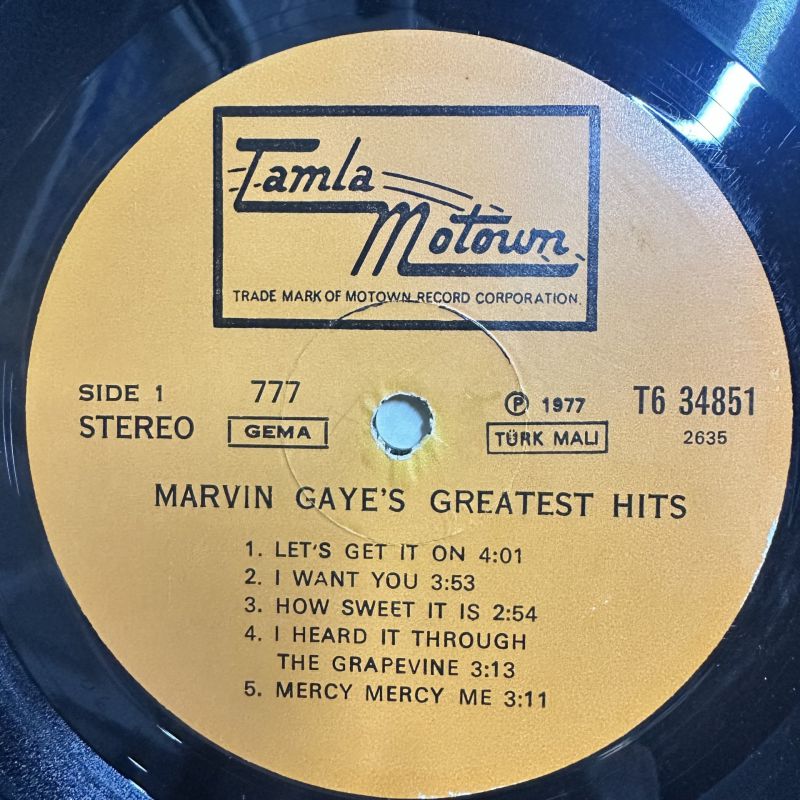 Tamla
Motown
TRADE MARK OF MOTOWN RECORD CORPORATION.
SIDE 1 777 ℗ 1977 T6 34851
STEREO GEMA TÜRK MALI 2635
MARVIN GAYE'S GREATEST HITS
1. LET'S GET IT ON 4:01
2. I WANT YOU 3:53
3. HOW SWEET IT IS 2:54
4. I HEARD IT THROUGH
THE GRAPEVINE 3:13
5. MERCY MERCY ME 3:11